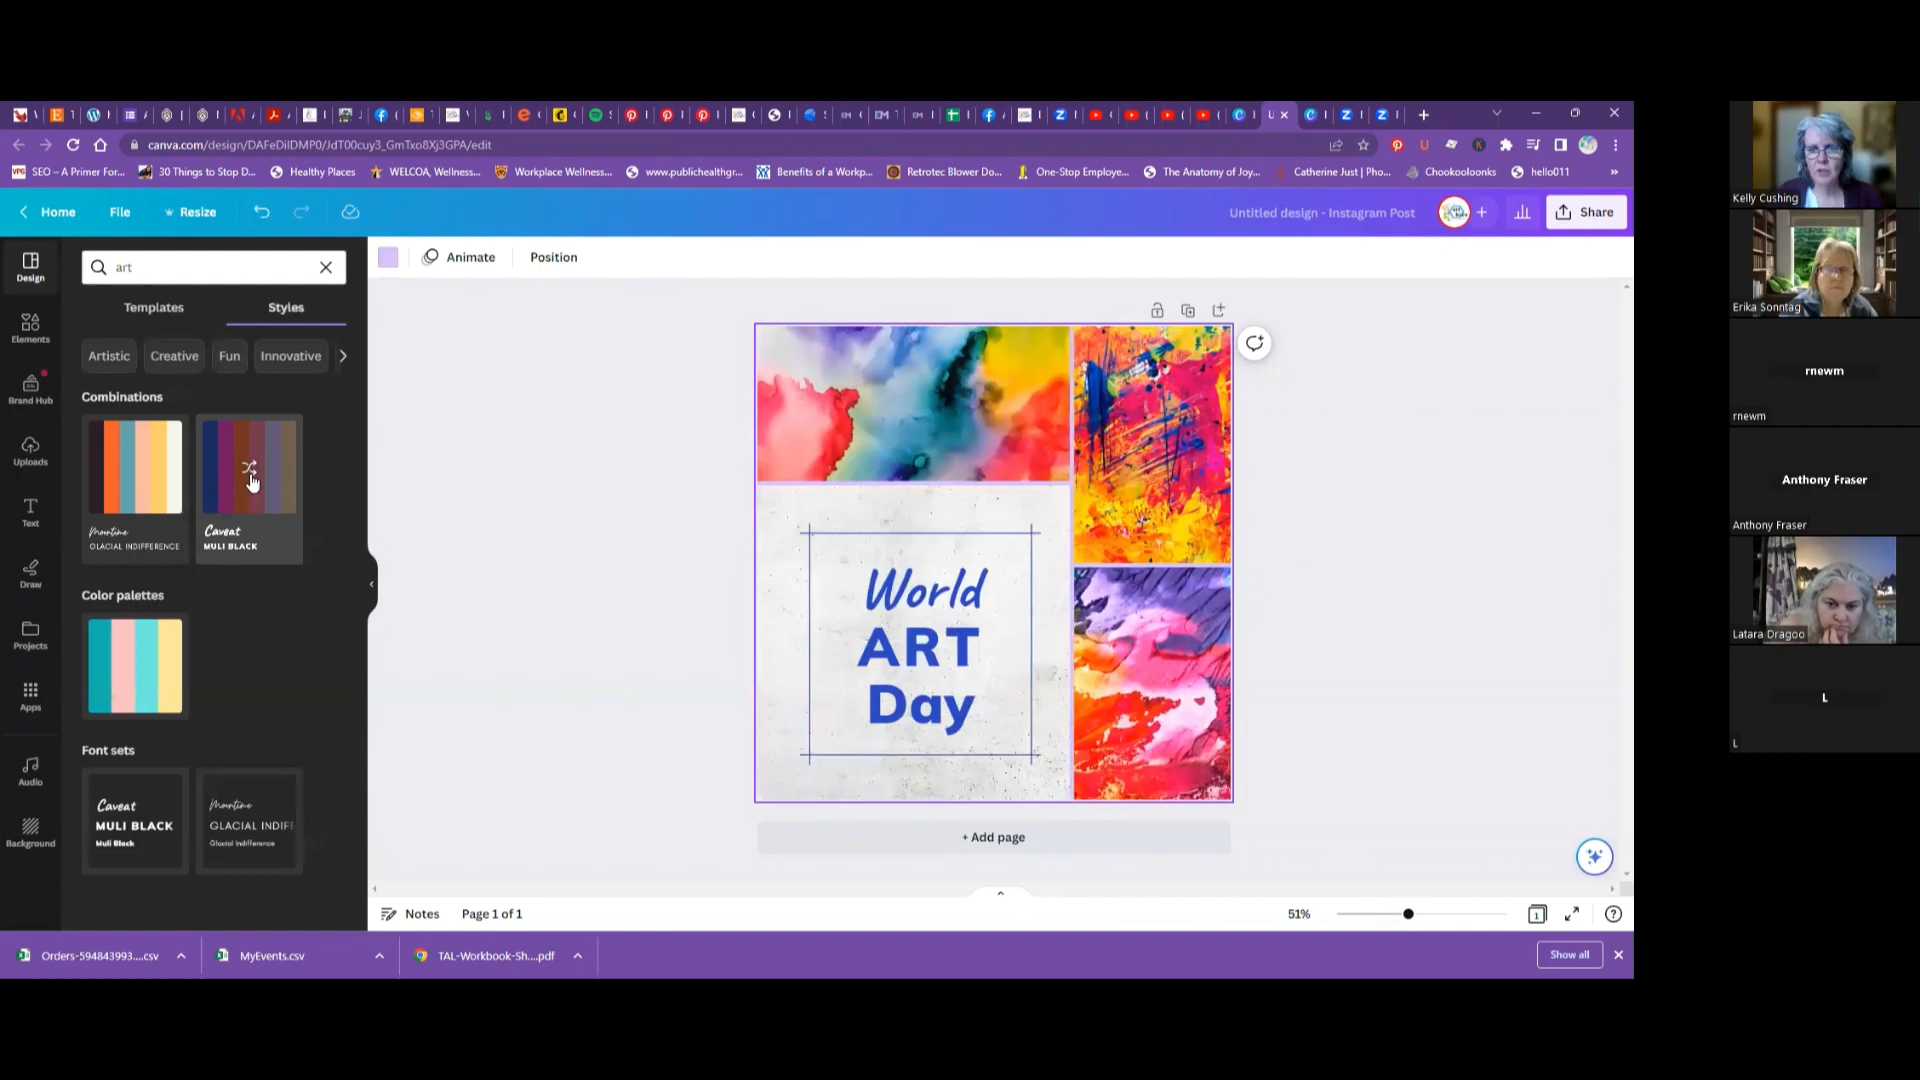 canva.com/design/DAFeDilDMP0/JdT00cuy3_GmTxo8Xj3GPA/edit
SEO – A Primer For... 30 Things to Stop D... Healthy Places WELCOA, Wellness... Workplace Wellness... www.publichealthgr... Benefits of a Workp... Retrotec Blower Do... One-Stop Employe... The Anatomy of Joy... Catherine Just | Pho... Chookooloonks hello011 »
Home File Resize Untitled design - Instagram Post Share
Design
Elements
Brand Hub
Uploads
Text
Draw
Projects
Apps
Audio
Background
art
Templates Styles
Artistic Creative Fun Innovative
Combinations
Moontime
GLACIAL INDIFFERENCE
Caveat
MULI BLACK
Color palettes
Font sets
Caveat
MULI BLACK
Muli Black
Moontime
GLACIAL INDIFF
Glacial Indifference
Animate Position
World
ART
Day
+ Add page
Notes Page 1 of 1 51% 1
Orders-594843993....csv MyEvents.csv TAL-Workbook-Sh....pdf Show all
Kelly Cushing
Erika Sonntag
rnewm
rnewm
Anthony Fraser
Anthony Fraser
Latara Dragoo
L
L